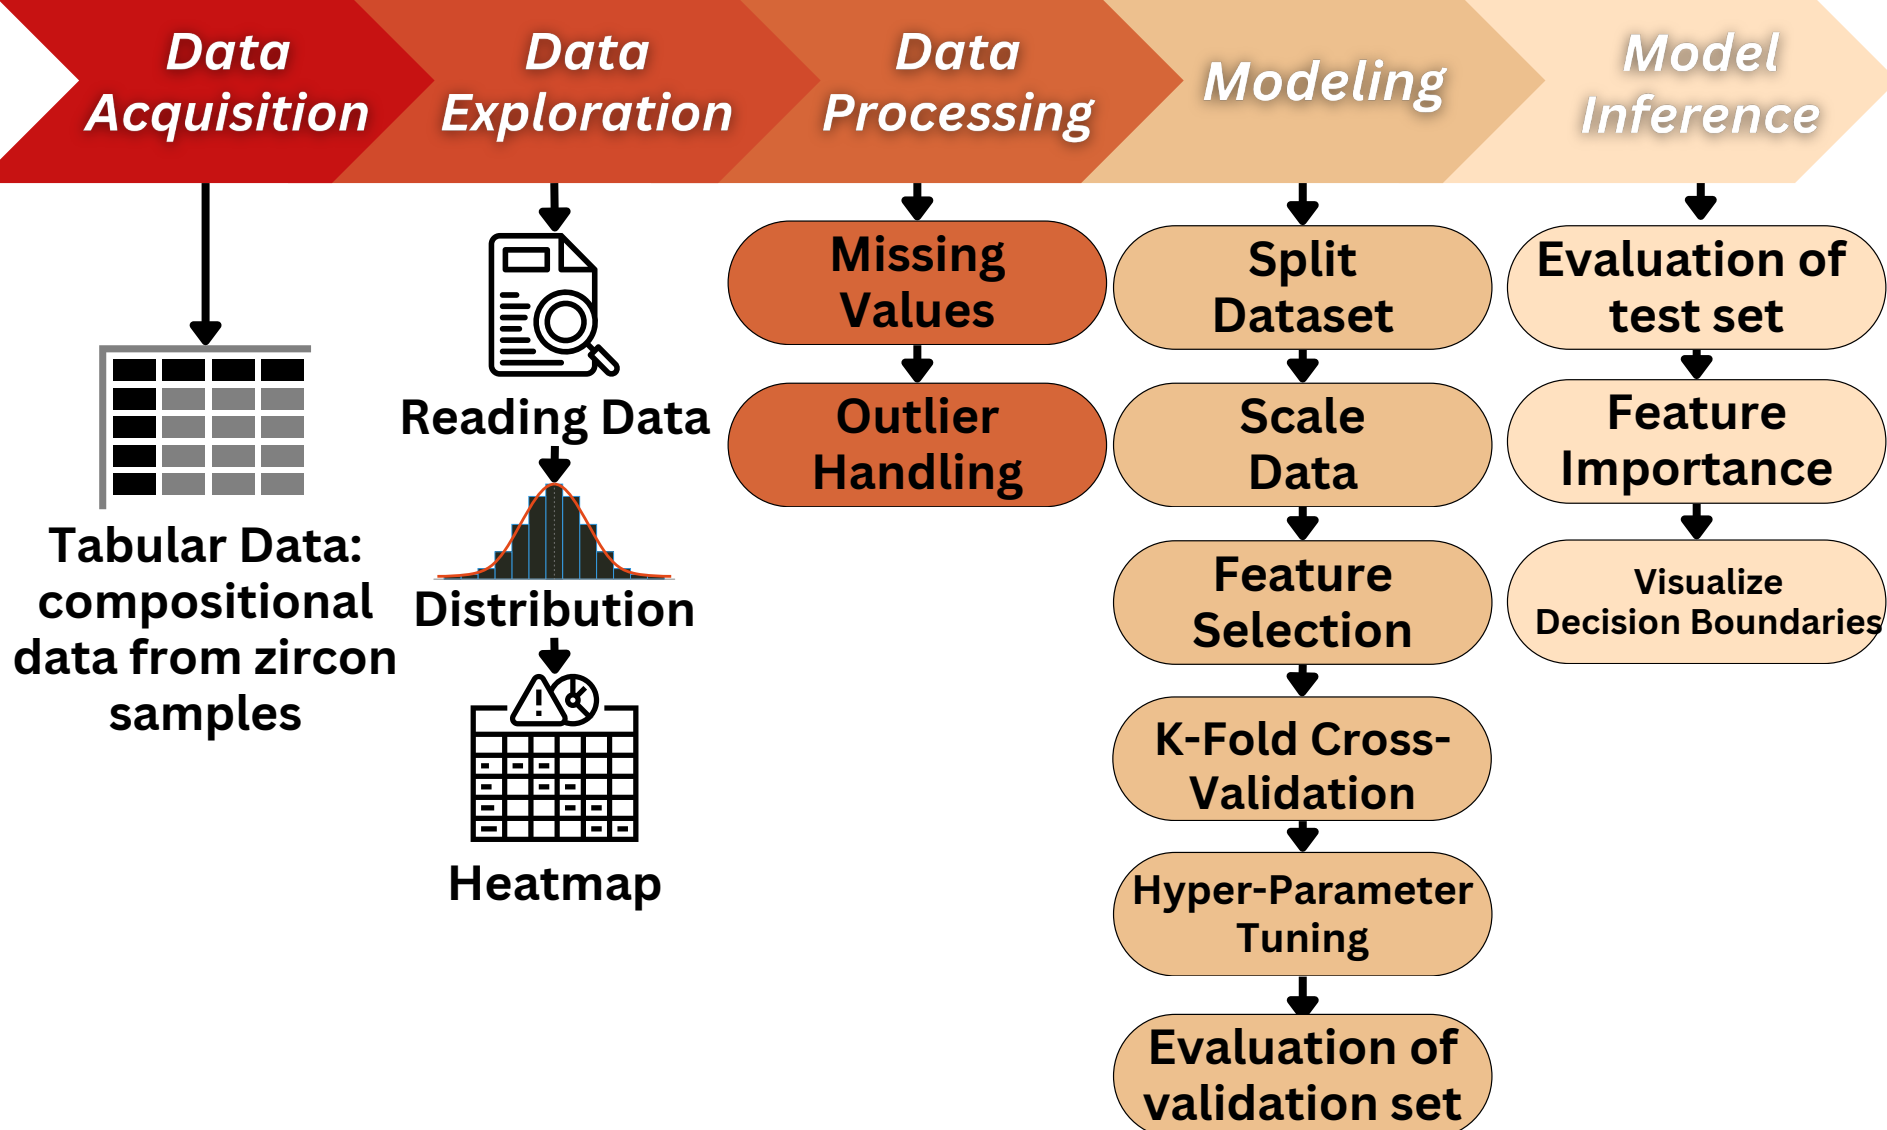 Data
Acquisition
Data
Exploration
Data
Processing
Modeling
Model
Inference
Tabular Data:
compositional
data from zircon
samples
Reading Data
Distribution
Heatmap
Missing
Values
Outlier
Handling
Split
Dataset
Scale
Data
Feature
Selection
K-Fold Cross-
Validation
Hyper-Parameter
Tuning
Evaluation of
validation set
Evaluation of
test set
Feature
Importance
Visualize
Decision Boundaries